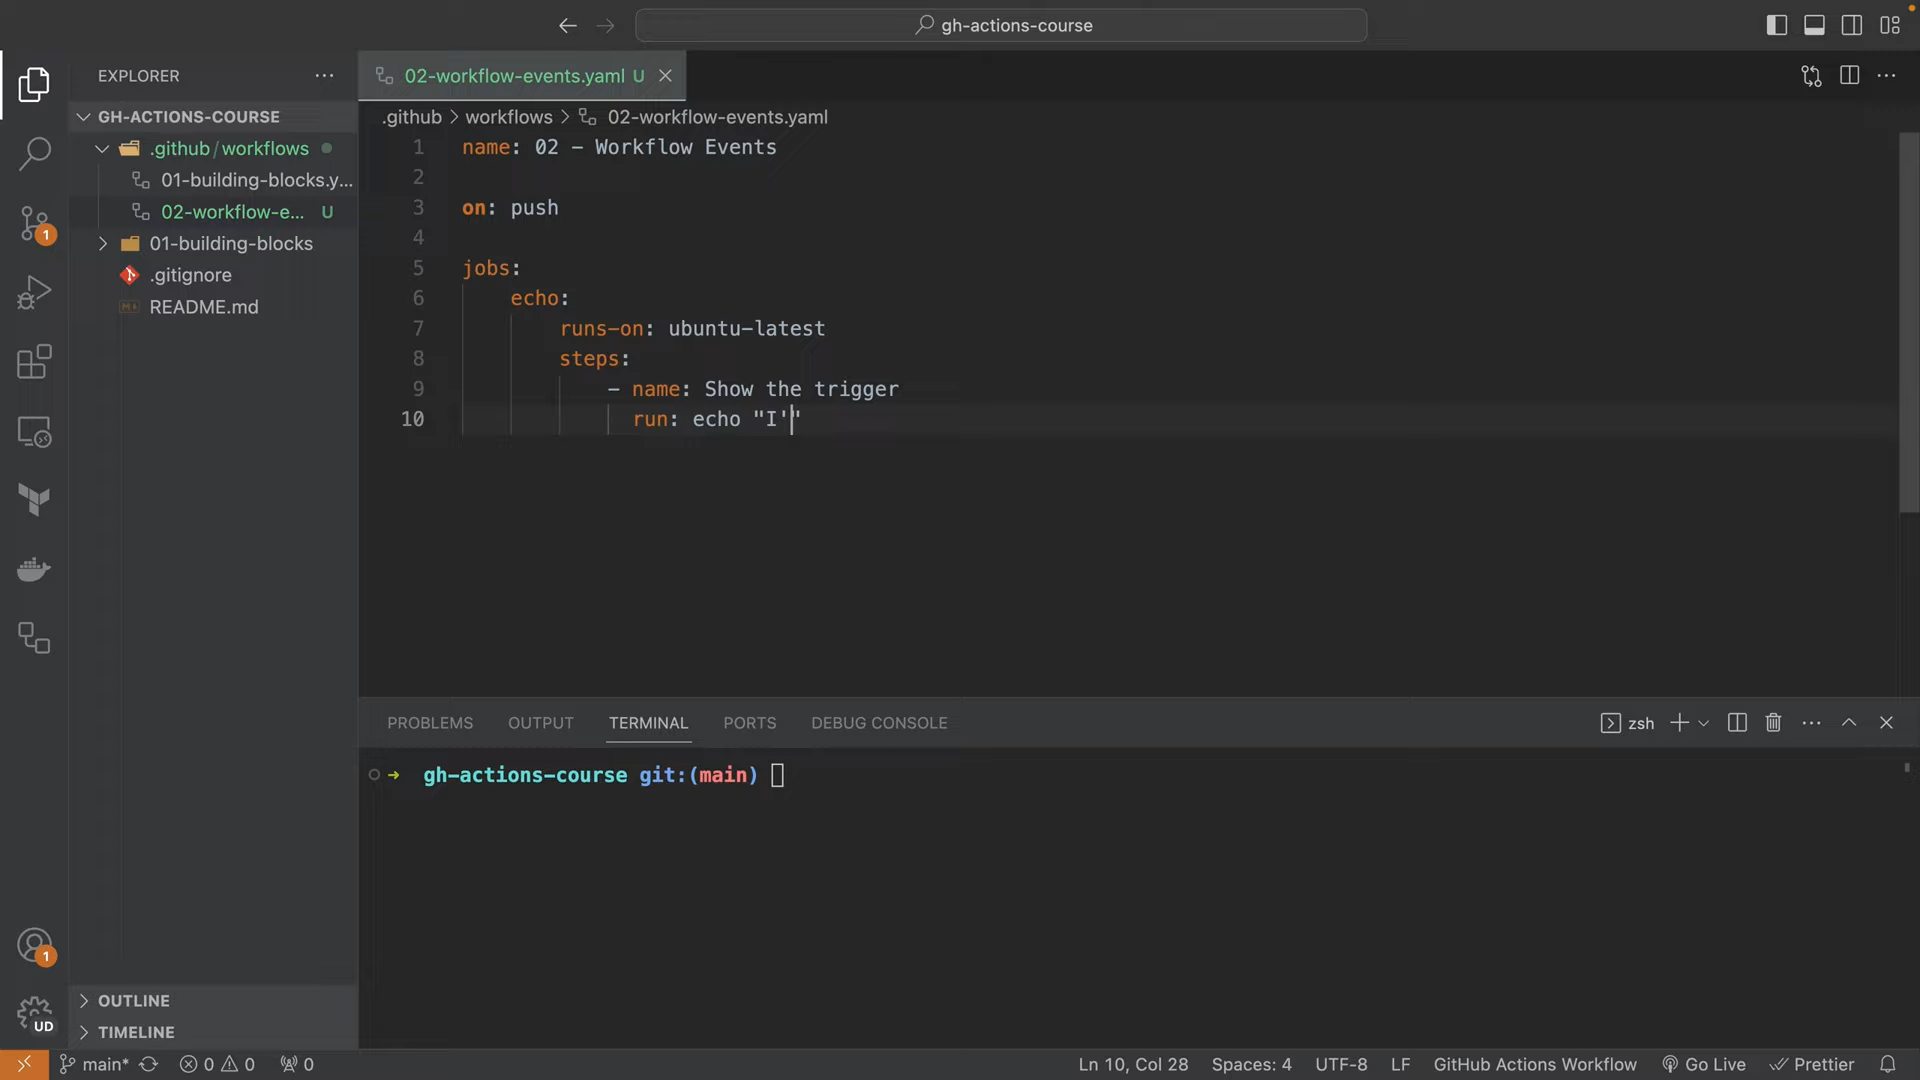 gh-actions-course
EXPLORER
GH-ACTIONS-COURSE
.github/workflows
01-building-blocks.y...
02-workflow-e... U
01-building-blocks
.gitignore
README.md
OUTLINE
TIMELINE
1
1
UD
02-workflow-events.yaml U
.github > workflows > 02-workflow-events.yaml
1 name: 02 - Workflow Events
2
3 on: push
4
5 jobs:
6 echo:
7 runs-on: ubuntu-latest
8 steps:
9 - name: Show the trigger
10 run: echo "I'"
PROBLEMS OUTPUT TERMINAL PORTS DEBUG CONSOLE
zsh
gh-actions-course git:(main)
main* 0 0 0
Ln 10, Col 28 Spaces: 4 UTF-8 LF GitHub Actions Workflow Go Live Prettier